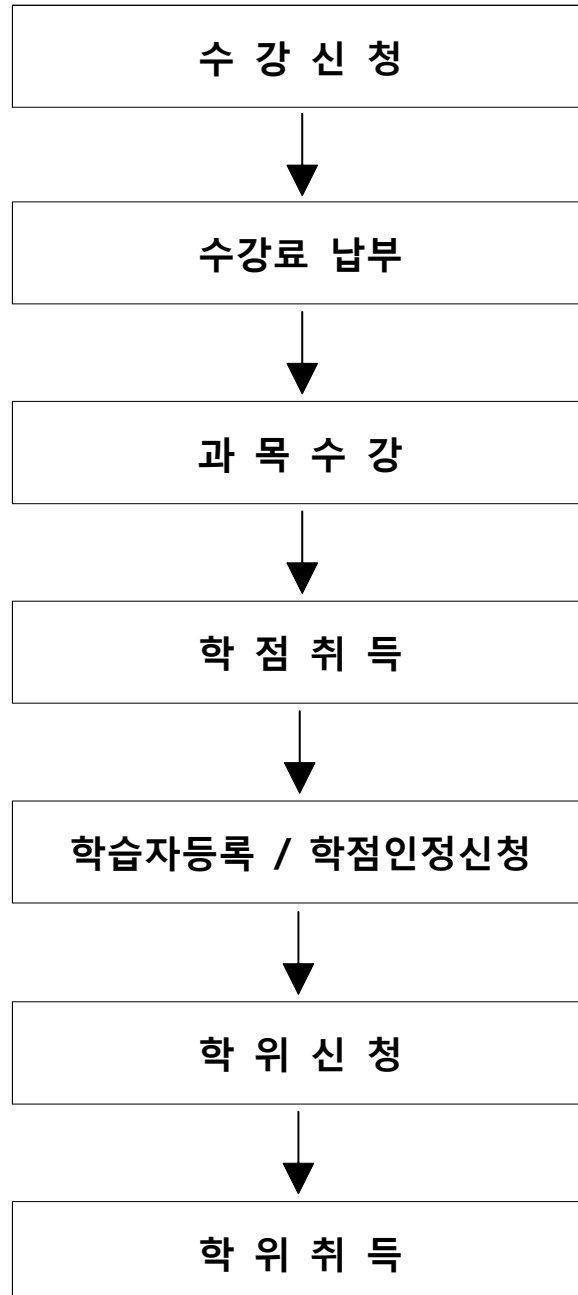 수 강 신 청
수강료 납부
과 목 수 강
학 점 취 득
학습자등록 / 학점인정신청
학 위 신 청
학 위 취 득